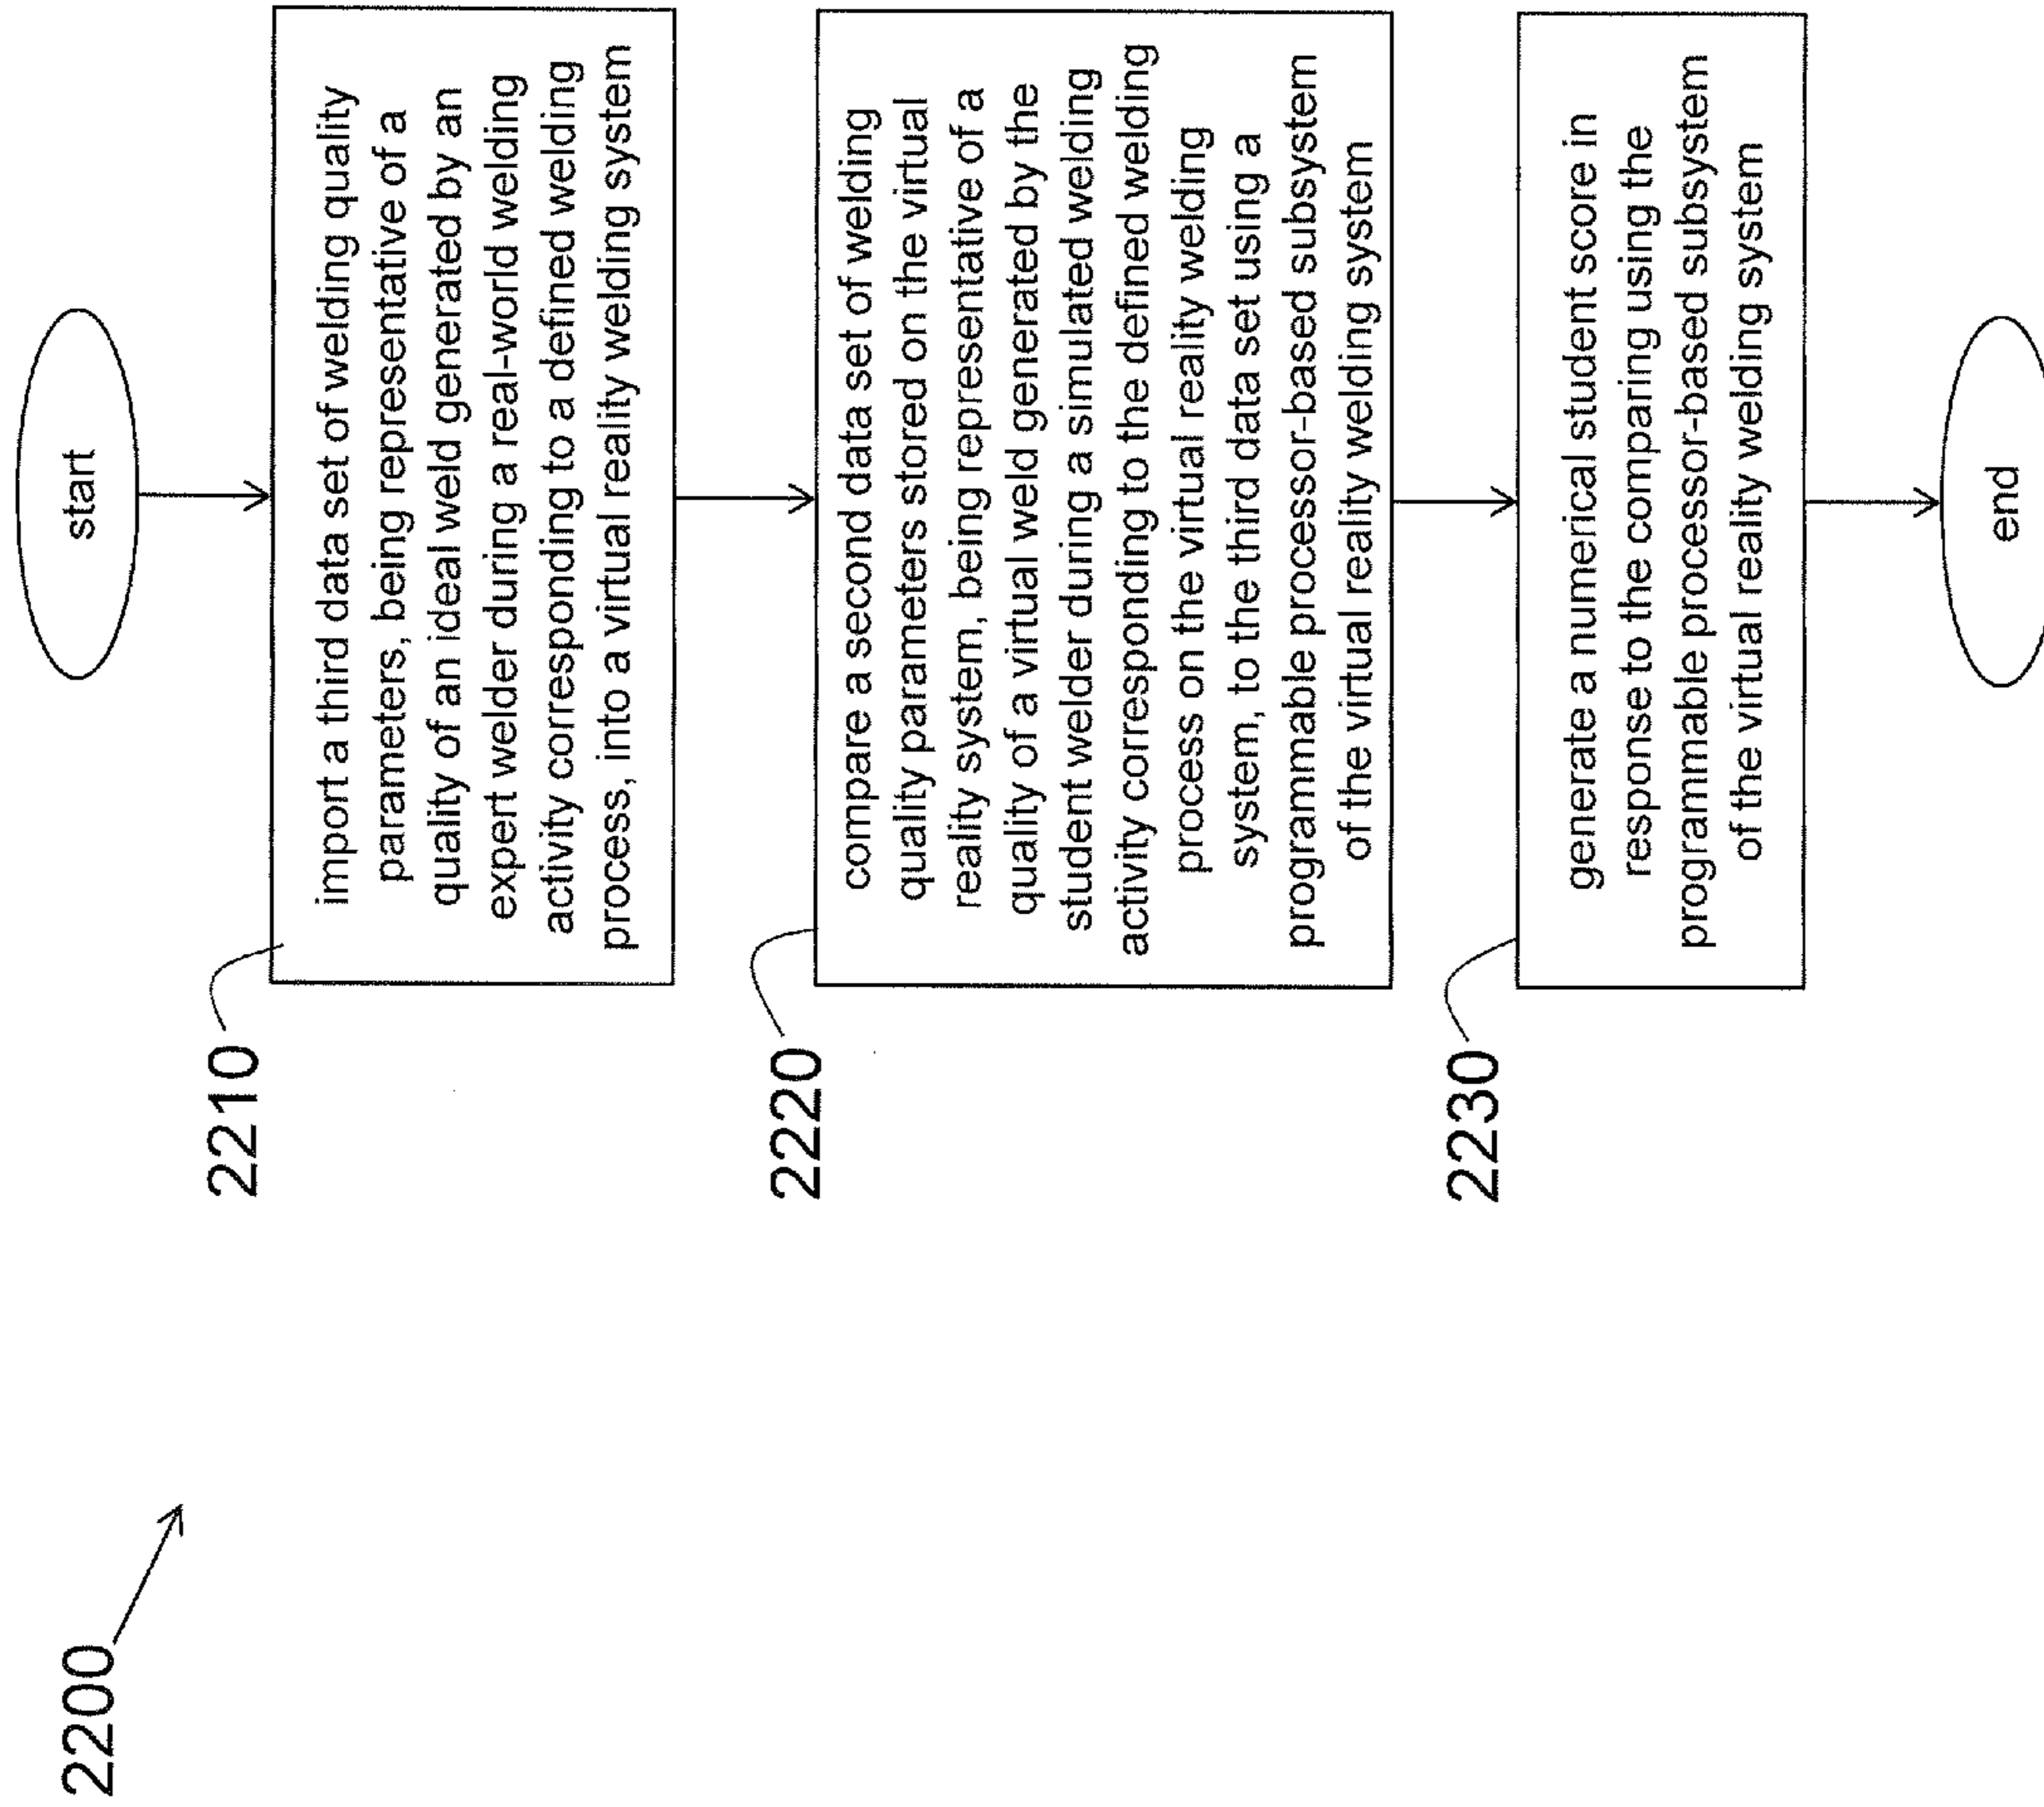 2200
start
2210
import a third data set of welding quality
parameters, being representative of a
quality of an ideal weld generated by an
expert welder during a real-world welding
activity corresponding to a defined welding
process, into a virtual reality welding system
2220
compare a second data set of welding
quality parameters stored on the virtual
reality system, being representative of a
quality of a virtual weld generated by the
student welder during a simulated welding
activity corresponding to the defined welding
process on the virtual reality welding
system, to the third data set using a
programmable processor-based subsystem
of the virtual reality welding system
2230
generate a numerical student score in
response to the comparing using the
programmable processor-based subsystem
of the virtual reality welding system
end